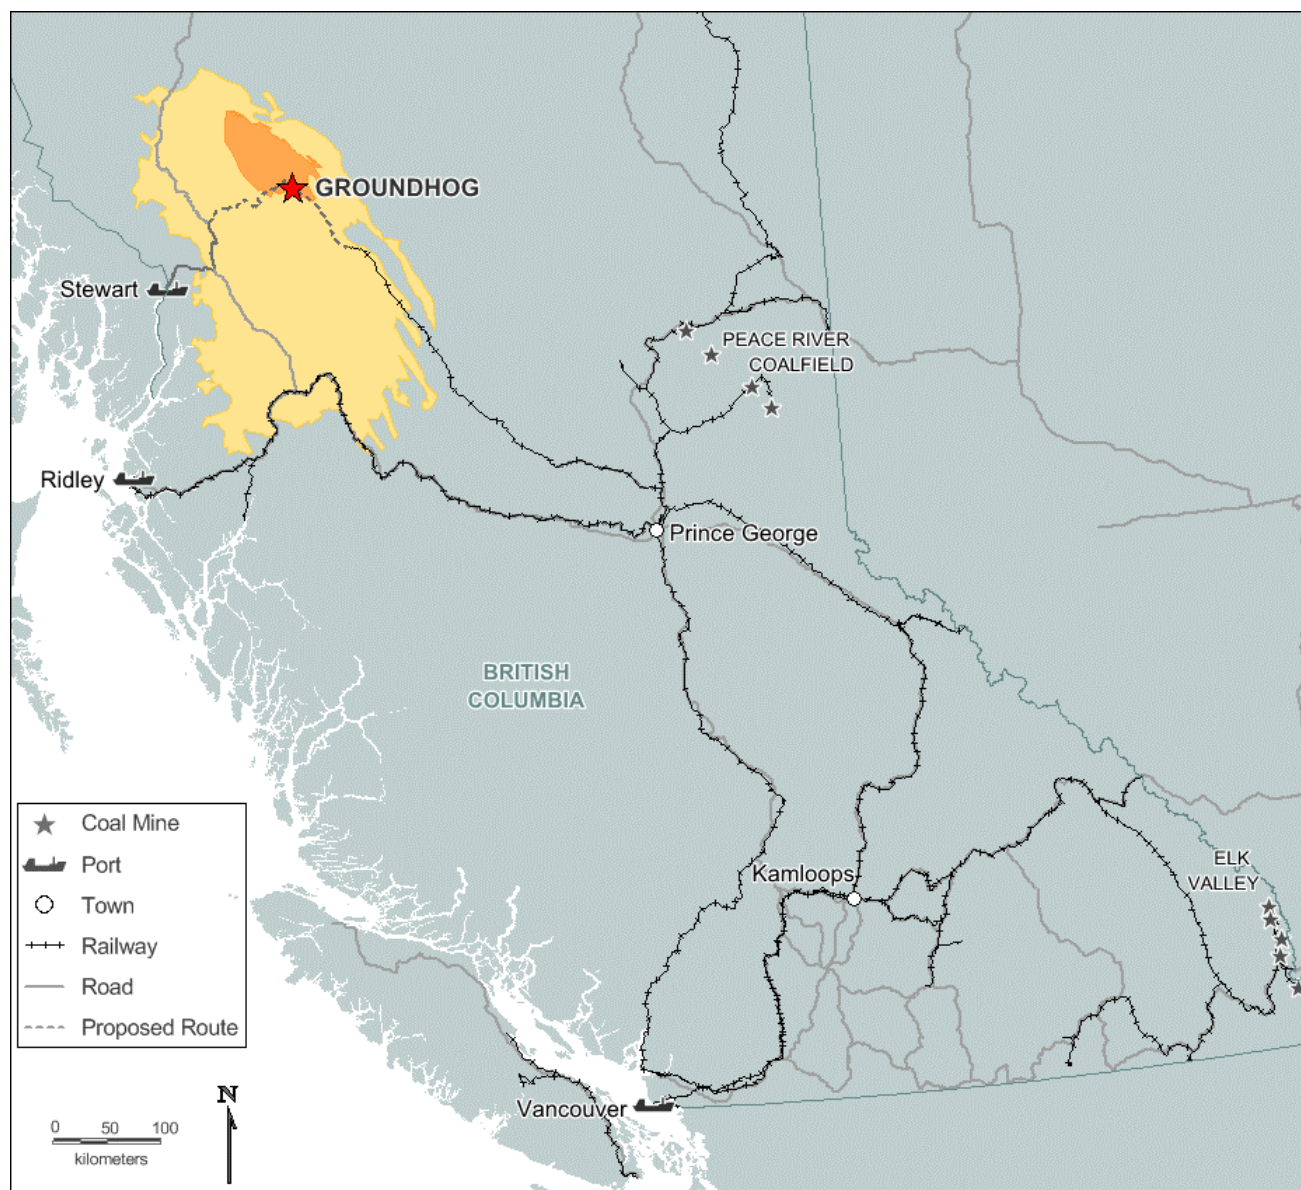 GROUNDHOG
Stewart
PEACE RIVER
COALFIELD
Ridley
Prince George
BRITISH
COLUMBIA
Coal Mine
Port
Town
Railway
Road
Proposed Route
Kamloops
ELK
VALLEY
N
0 50 100
kilometers
Vancouver